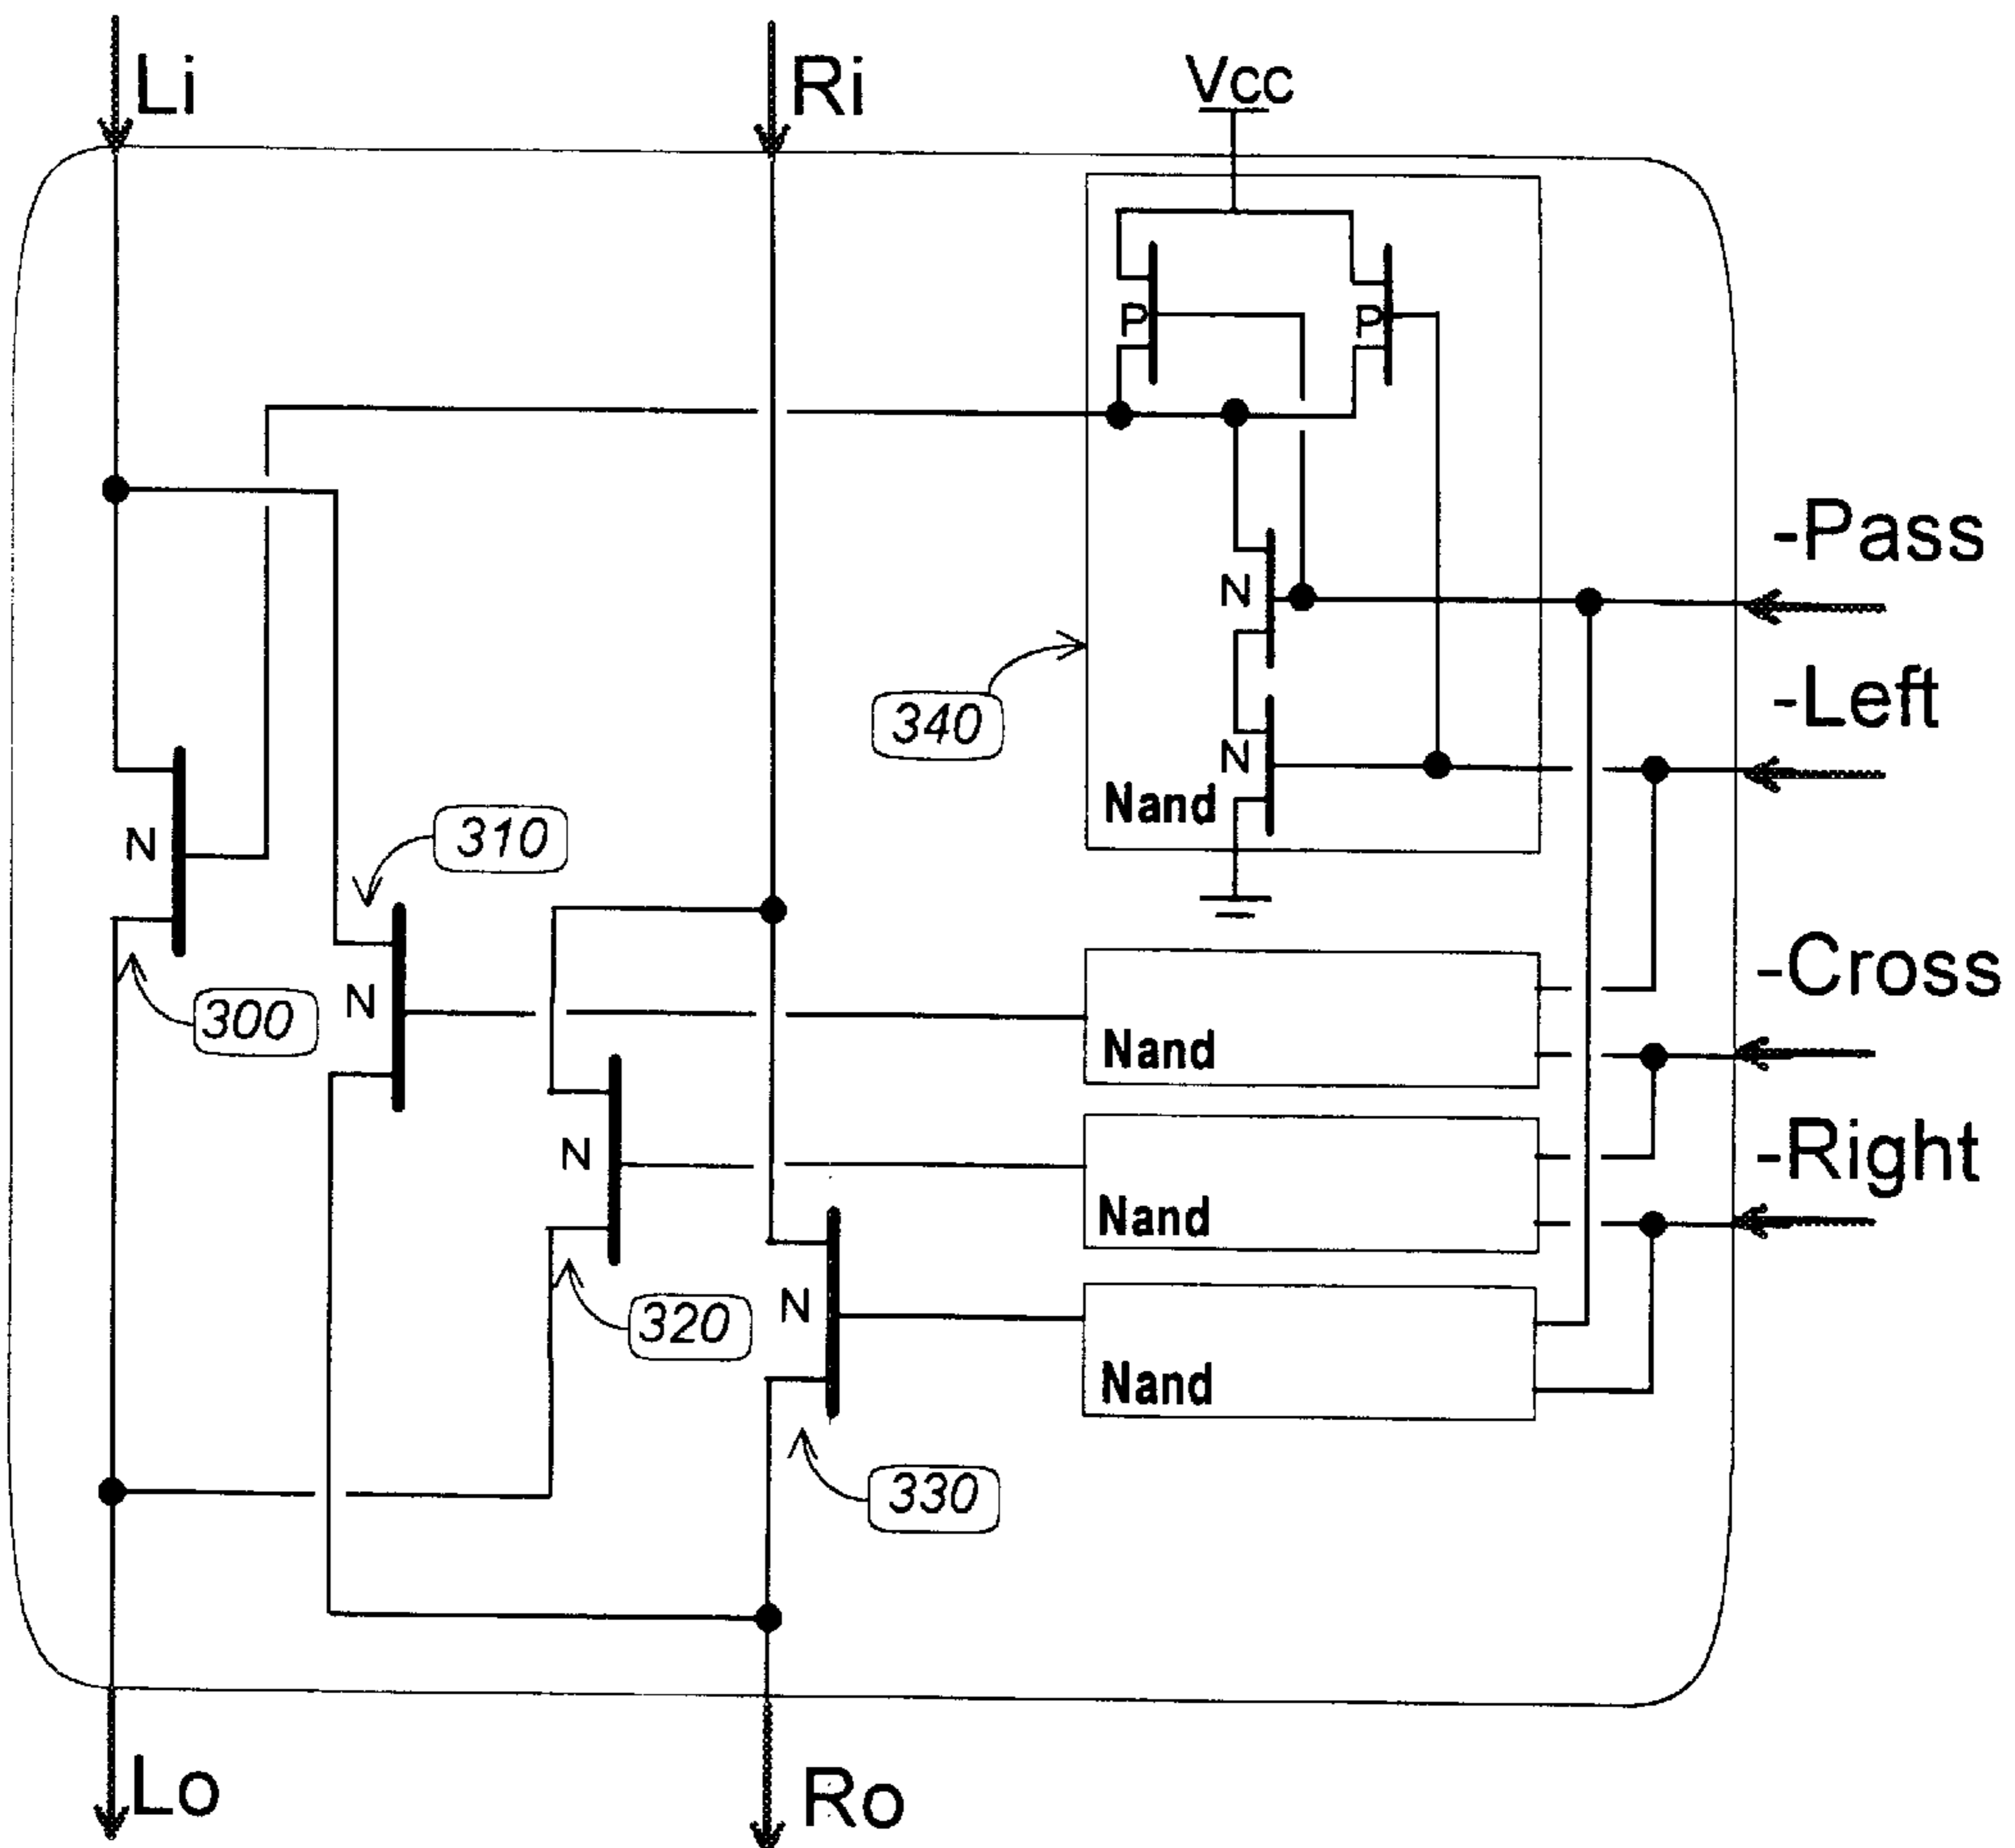 Li
Ri
Vcc
P
P
-Pass
N
-Left
340
N
Nand
310
N
-Cross
300
N
Nand
-Right
N
Nand
320
N
Nand
330
Lo
Ro